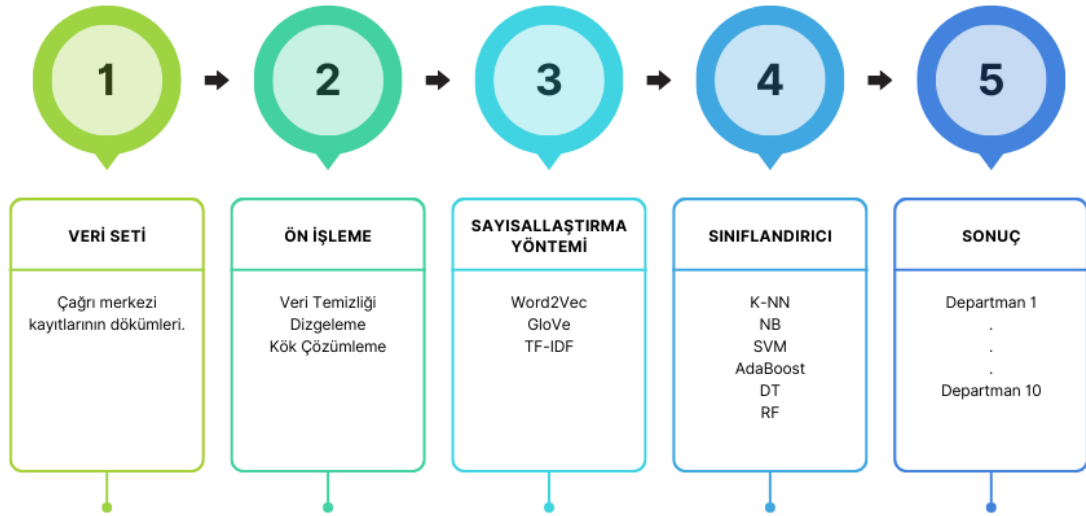 1
2
3
4
5
VERİ SETİ
Çağrı merkezi
kayıtlarının dökümleri.
ÖN İŞLEME
Veri Temizliği
Dizgeleme
Kök Çözümleme
SAYISALLAŞTIRMA
YÖNTEMİ
Word2Vec
GloVe
TF-IDF
SINIFLANDIRICI
K-NN
NB
SVM
AdaBoost
DT
RF
SONUÇ
Departman 1
.
.
.
Departman 10